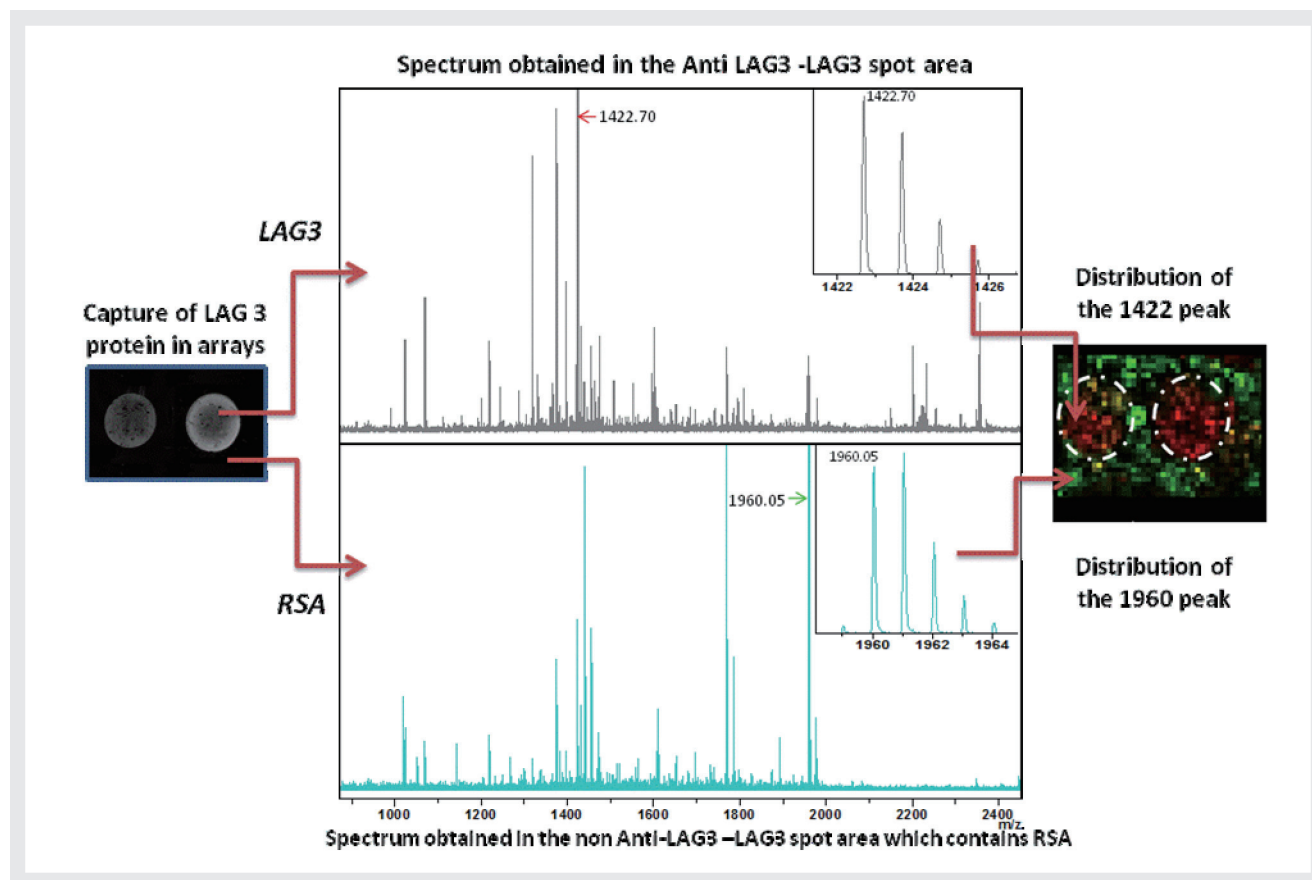 Spectrum obtained in the Anti LAG3 -LAG3 spot area
1422.70
1422.70
1422 1424 1426
LAG3
Capture of LAG 3
protein in arrays
Distribution of
the 1422 peak
1960.05
1960.05
1960 1962 1964
RSA
Distribution of
the 1960 peak
1000 1200 1400 1600 1800 2000 2200 2400
m/z.
Spectrum obtained in the non Anti-LAG3 –LAG3 spot area which contains RSA